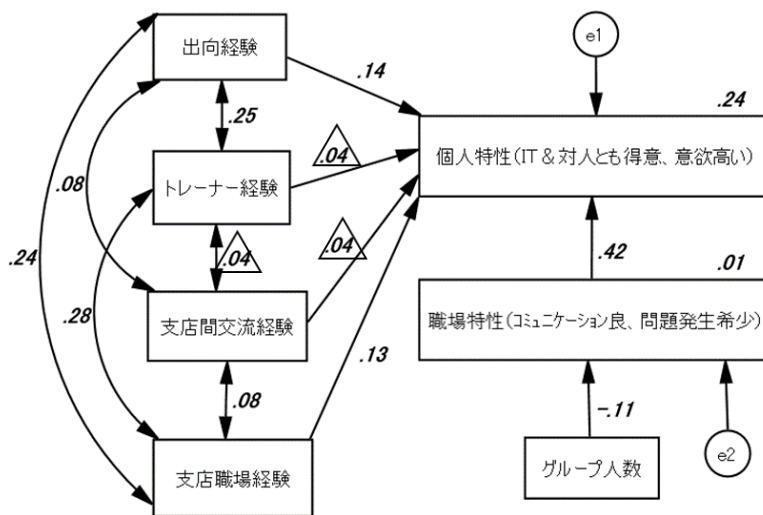 出向経験
e1
.14
.24
.25
.04
個人特性(IT＆対人とも得意、意欲高い)
トレーナー経験
.08
.04
.04
.24
.42
.01
.28
支店間交流経験
職場特性(コミュニケーション良、問題発生希少)
.13
.08
-.11
支店職場経験
グループ人数
e2